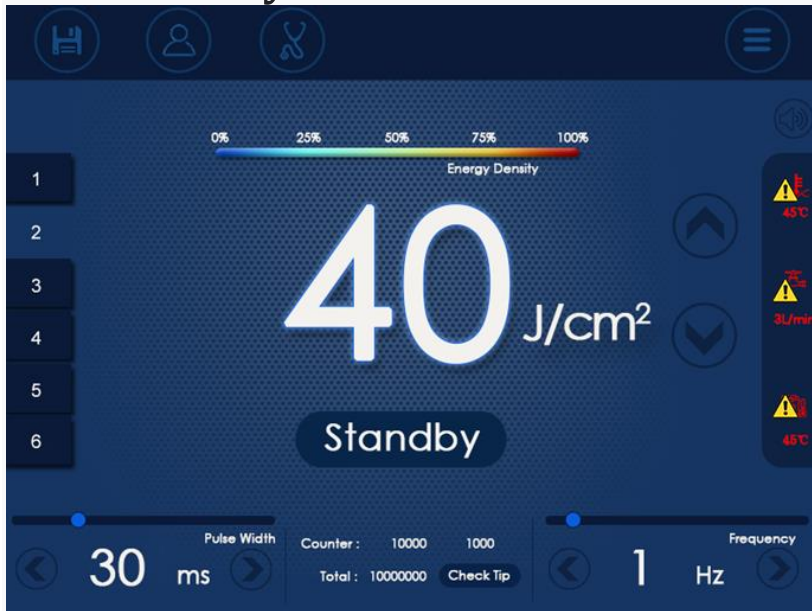 0% 25% 50% 75% 100%
Energy Density
1
2
3
4
5
6
40 J/cm²
Standby
45℃
3L/min
45℃
Pulse Width
30 ms
Counter : 10000 1000
Total : 10000000 Check Tip
Frequency
1 Hz